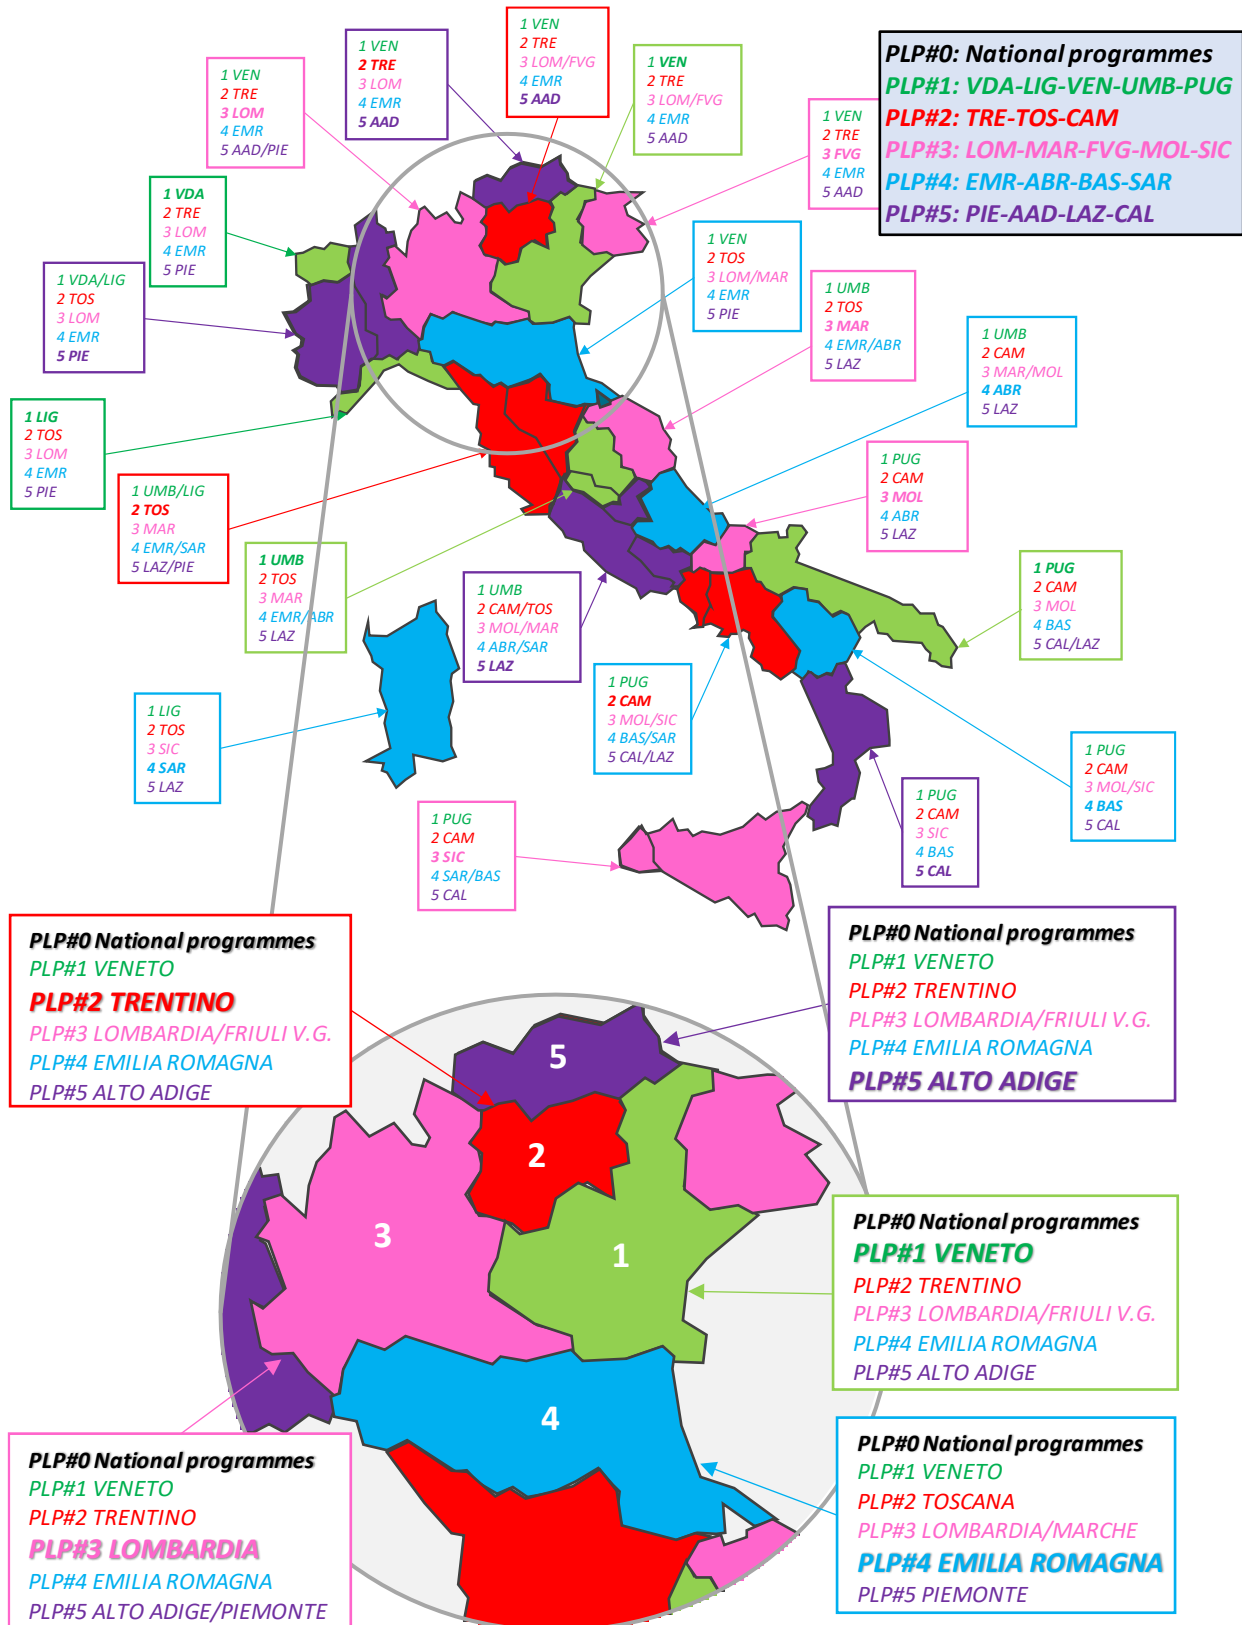 1 VEN
2 TRE
3 LOM
4 EMR
5 AAD/PIE
1 VEN
2 TRE
3 LOM
4 EMR
5 AAD
1 VEN
2 TRE
3 LOM/FVG
4 EMR
5 AAD
1 VEN
2 TRE
3 LOM/FVG
4 EMR
5 AAD
1 VEN
2 TRE
3 FVG
4 EMR
5 AAD
PLP#0: National programmes
PLP#1: VDA-LIG-VEN-UMB-PUG
PLP#2: TRE-TOS-CAM
PLP#3: LOM-MAR-FVG-MOL-SIC
PLP#4: EMR-ABR-BAS-SAR
PLP#5: PIE-AAD-LAZ-CAL
1 VDA
2 TRE
3 LOM
4 EMR
5 PIE
1 VDA/LIG
2 TOS
3 LOM
4 EMR
5 PIE
1 VEN
2 TOS
3 LOM/MAR
4 EMR
5 PIE
1 UMB
2 TOS
3 MAR
4 EMR/ABR
5 LAZ
1 UMB
2 CAM
3 MAR/MOL
4 ABR
5 LAZ
1 LIG
2 TOS
3 LOM
4 EMR
5 PIE
1 UMB/LIG
2 TOS
3 MAR
4 EMR/SAR
5 LAZ/PIE
1 PUG
2 CAM
3 MOL
4 ABR
5 LAZ
1 UMB
2 TOS
3 MAR
4 EMR/ABR
5 LAZ
1 UMB
2 CAM/TOS
3 MOL/MAR
4 ABR/SAR
5 LAZ
1 PUG
2 CAM
3 MOL
4 BAS
5 CAL/LAZ
1 LIG
2 TOS
3 SIC
4 SAR
5 LAZ
1 PUG
2 CAM
3 MOL/SIC
4 BAS/SAR
5 CAL/LAZ
1 PUG
2 CAM
3 MOL/SIC
4 BAS
5 CAL
1 PUG
2 CAM
3 SIC
4 BAS
5 CAL
1 PUG
2 CAM
3 SIC
4 SAR/BAS
5 CAL
PLP#0 National programmes
PLP#1 VENETO
PLP#2 TRENTINO
PLP#3 LOMBARDIA/FRIULI V.G.
PLP#4 EMILIA ROMAGNA
PLP#5 ALTO ADIGE
PLP#0 National programmes
PLP#1 VENETO
PLP#2 TRENTINO
PLP#3 LOMBARDIA/FRIULI V.G.
PLP#4 EMILIA ROMAGNA
PLP#5 ALTO ADIGE
5
2
3
1
4
PLP#0 National programmes
PLP#1 VENETO
PLP#2 TRENTINO
PLP#3 LOMBARDIA/FRIULI V.G.
PLP#4 EMILIA ROMAGNA
PLP#5 ALTO ADIGE
PLP#0 National programmes
PLP#1 VENETO
PLP#2 TRENTINO
PLP#3 LOMBARDIA
PLP#4 EMILIA ROMAGNA
PLP#5 ALTO ADIGE/PIEMONTE
PLP#0 National programmes
PLP#1 VENETO
PLP#2 TOSCANA
PLP#3 LOMBARDIA/MARCHE
PLP#4 EMILIA ROMAGNA
PLP#5 PIEMONTE